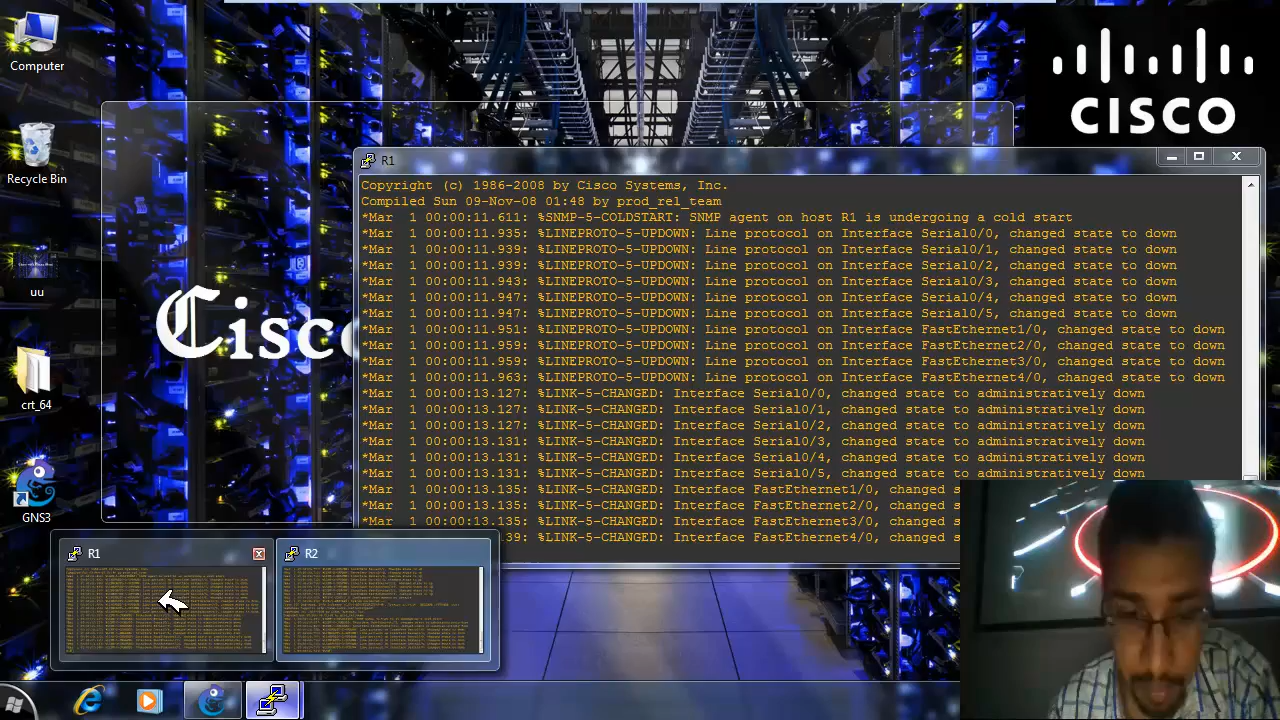 Computer
Recycle Bin
uu
crt_64
GNS3
CISCO
Cisco
R1
Copyright (c) 1986-2008 by Cisco Systems, Inc.
Compiled Sun 09-Nov-08 01:48 by prod_rel_team
*Mar  1 00:00:11.611: %SNMP-5-COLDSTART: SNMP agent on host R1 is undergoing a cold start
*Mar  1 00:00:11.935: %LINEPROTO-5-UPDOWN: Line protocol on Interface Serial0/0, changed state to down
*Mar  1 00:00:11.939: %LINEPROTO-5-UPDOWN: Line protocol on Interface Serial0/1, changed state to down
*Mar  1 00:00:11.939: %LINEPROTO-5-UPDOWN: Line protocol on Interface Serial0/2, changed state to down
*Mar  1 00:00:11.943: %LINEPROTO-5-UPDOWN: Line protocol on Interface Serial0/3, changed state to down
*Mar  1 00:00:11.947: %LINEPROTO-5-UPDOWN: Line protocol on Interface Serial0/4, changed state to down
*Mar  1 00:00:11.947: %LINEPROTO-5-UPDOWN: Line protocol on Interface Serial0/5, changed state to down
*Mar  1 00:00:11.951: %LINEPROTO-5-UPDOWN: Line protocol on Interface FastEthernet1/0, changed state to down
*Mar  1 00:00:11.959: %LINEPROTO-5-UPDOWN: Line protocol on Interface FastEthernet2/0, changed state to down
*Mar  1 00:00:11.959: %LINEPROTO-5-UPDOWN: Line protocol on Interface FastEthernet3/0, changed state to down
*Mar  1 00:00:11.963: %LINEPROTO-5-UPDOWN: Line protocol on Interface FastEthernet4/0, changed state to down
*Mar  1 00:00:13.127: %LINK-5-CHANGED: Interface Serial0/0, changed state to administratively down
*Mar  1 00:00:13.127: %LINK-5-CHANGED: Interface Serial0/1, changed state to administratively down
*Mar  1 00:00:13.127: %LINK-5-CHANGED: Interface Serial0/2, changed state to administratively down
*Mar  1 00:00:13.131: %LINK-5-CHANGED: Interface Serial0/3, changed state to administratively down
*Mar  1 00:00:13.131: %LINK-5-CHANGED: Interface Serial0/4, changed state to administratively down
*Mar  1 00:00:13.131: %LINK-5-CHANGED: Interface Serial0/5, changed state to administratively down
*Mar  1 00:00:13.135: %LINK-5-CHANGED: Interface FastEthernet1/0, changed s
*Mar  1 00:00:13.135: %LINK-5-CHANGED: Interface FastEthernet2/0, changed s
*Mar  1 00:00:13.135: %LINK-5-CHANGED: Interface FastEthernet3/0, changed s
39: %LINK-5-CHANGED: Interface FastEthernet4/0, changed s
R1
R2